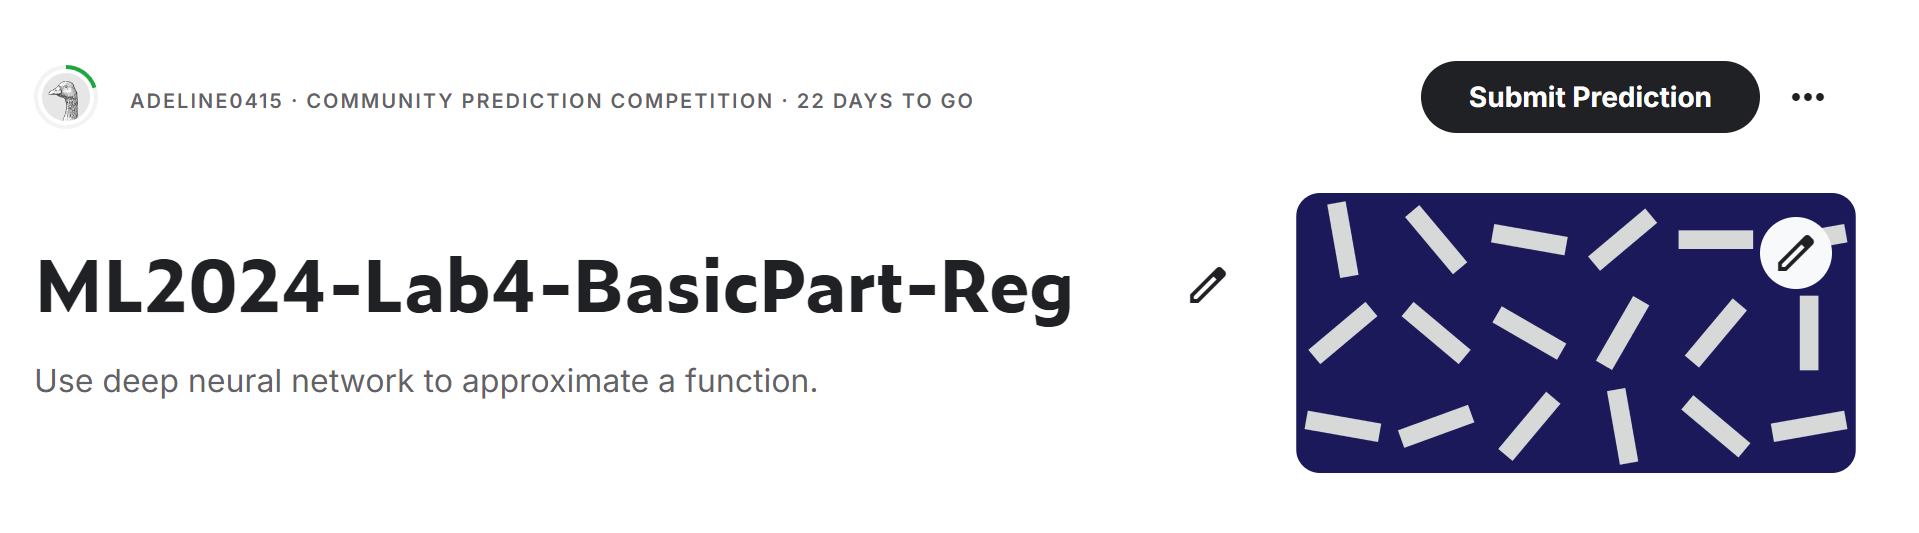 ADELINE0415 · COMMUNITY PREDICTION COMPETITION · 22 DAYS TO GO
Submit Prediction
ML2024-Lab4-BasicPart-Reg
Use deep neural network to approximate a function.